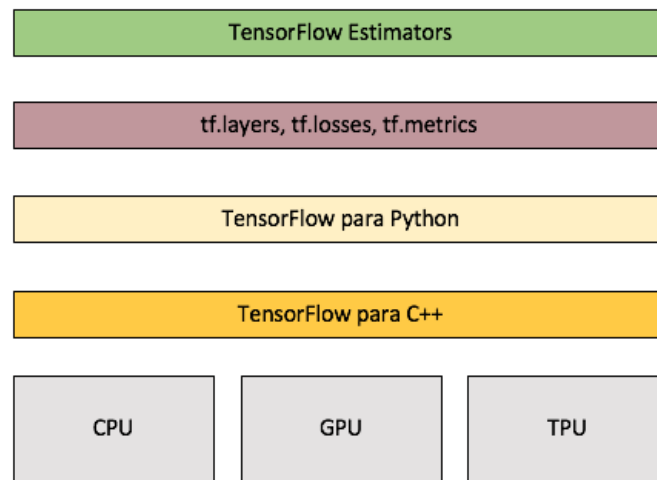 TensorFlow Estimators
tf.layers, tf.losses, tf.metrics
TensorFlow para Python
TensorFlow para C++
CPU
GPU
TPU